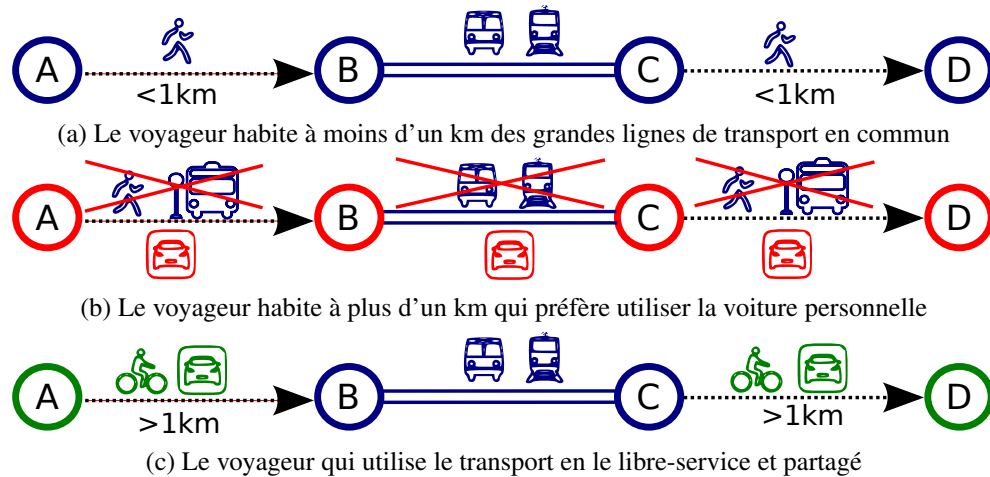 A B C D
<1km <1km
(a) Le voyageur habite à moins d'un km des grandes lignes de transport en commun
A B C D
(b) Le voyageur habite à plus d'un km qui préfère utiliser la voiture personnelle
A B C D
>1km >1km
(c) Le voyageur qui utilise le transport en le libre-service et partagé